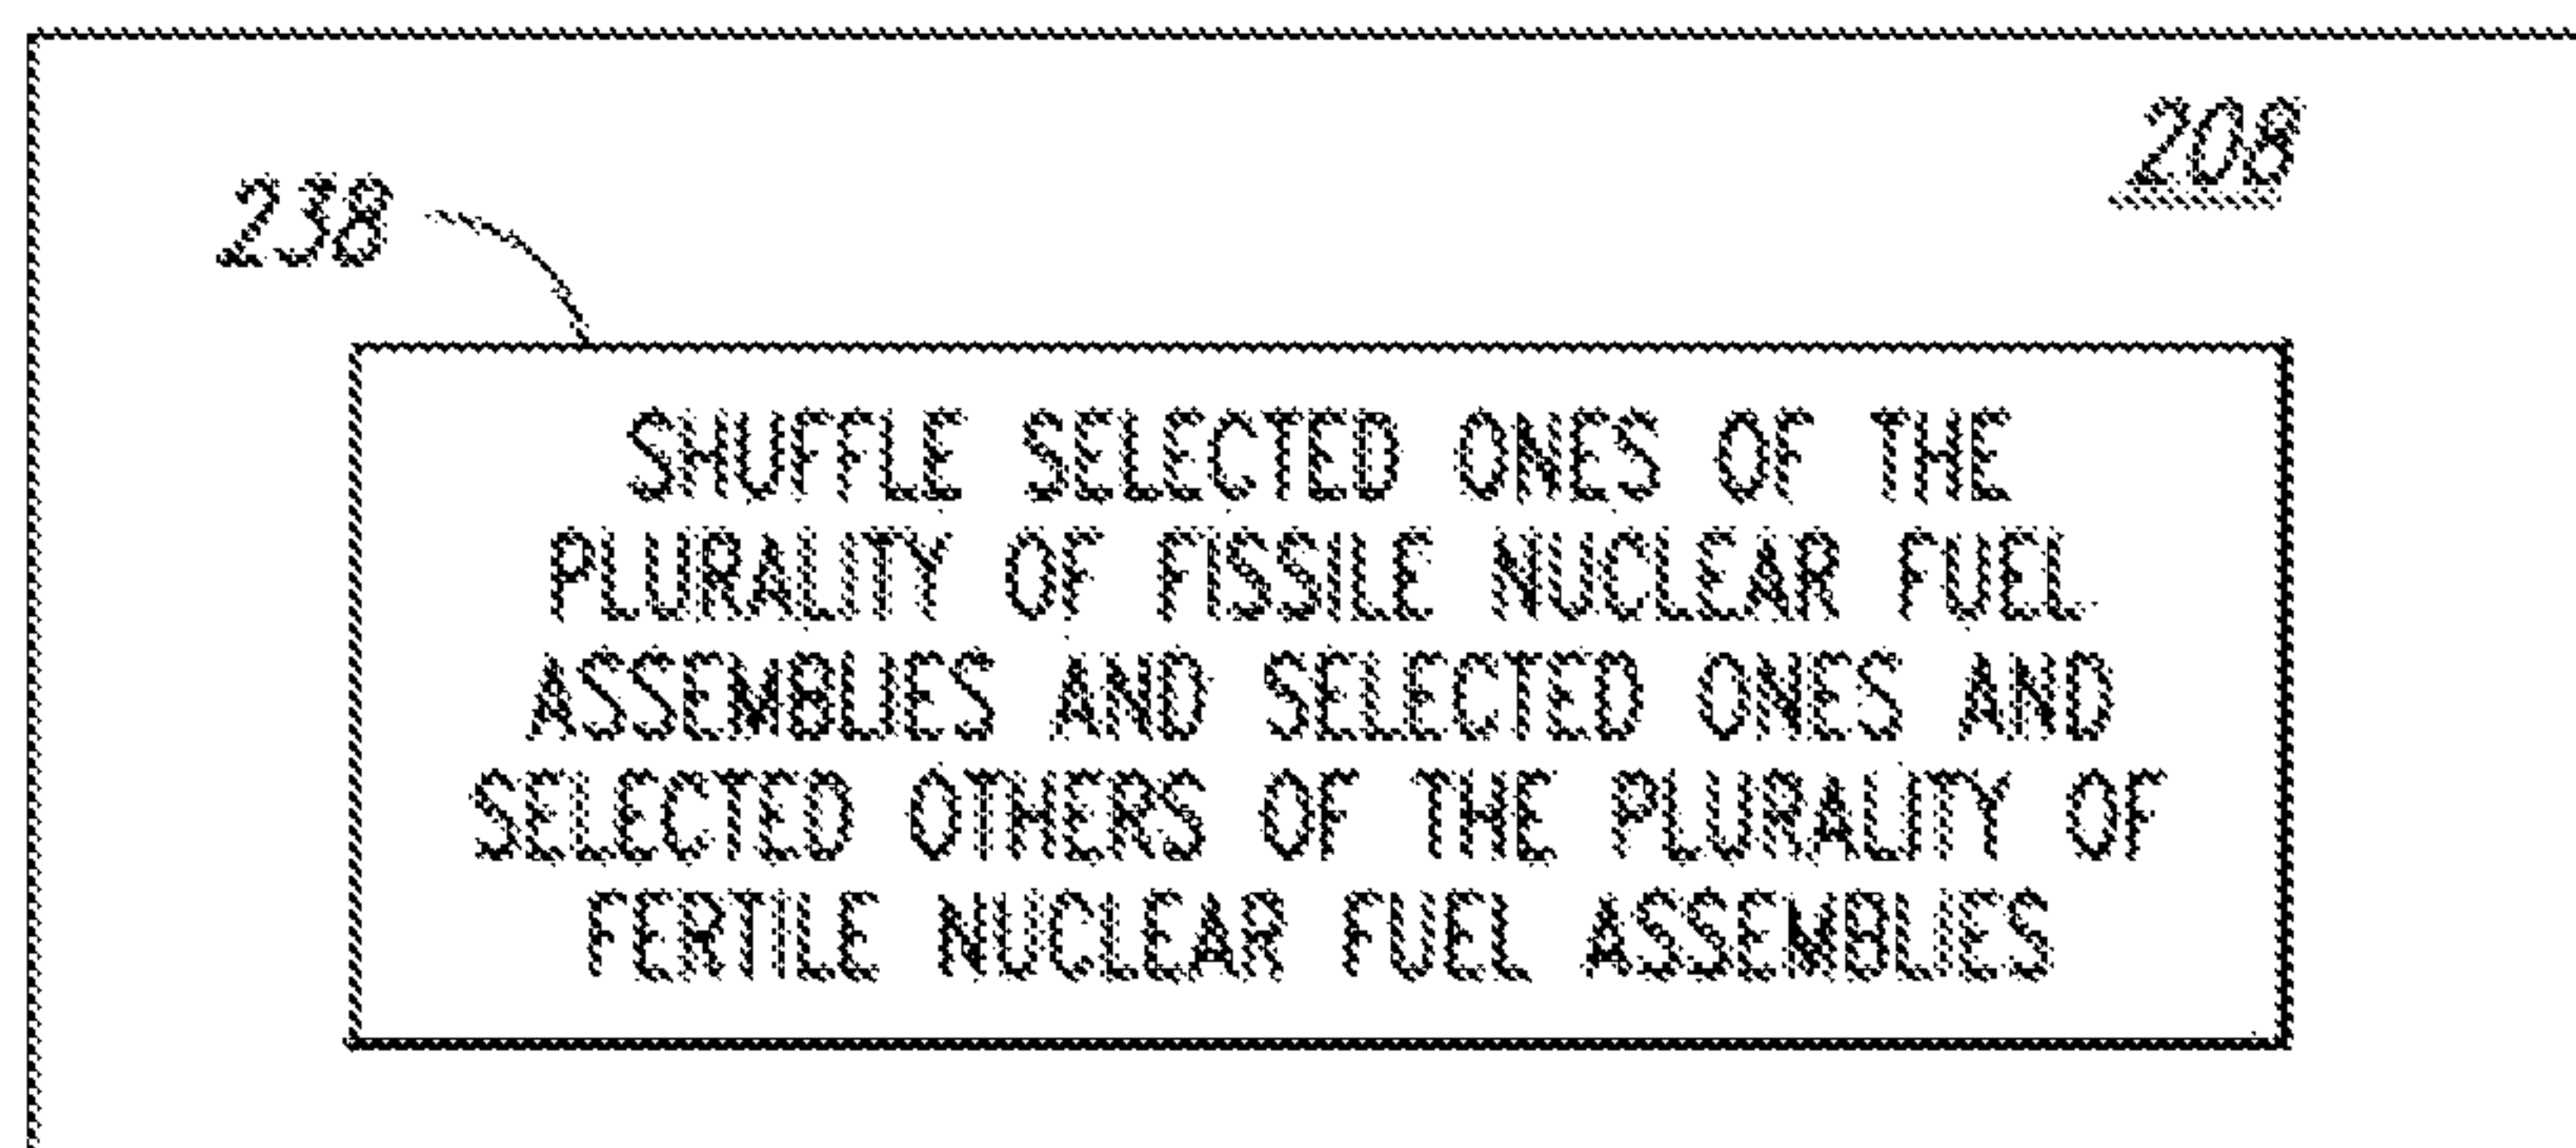 208
238
SHUFFLE SELECTED ONES OF THE
PLURALITY OF FISSILE NUCLEAR FUEL
ASSEMBLIES AND SELECTED ONES AND
SELECTED OTHERS OF THE PLURALITY OF
FERTILE NUCLEAR FUEL ASSEMBLIES